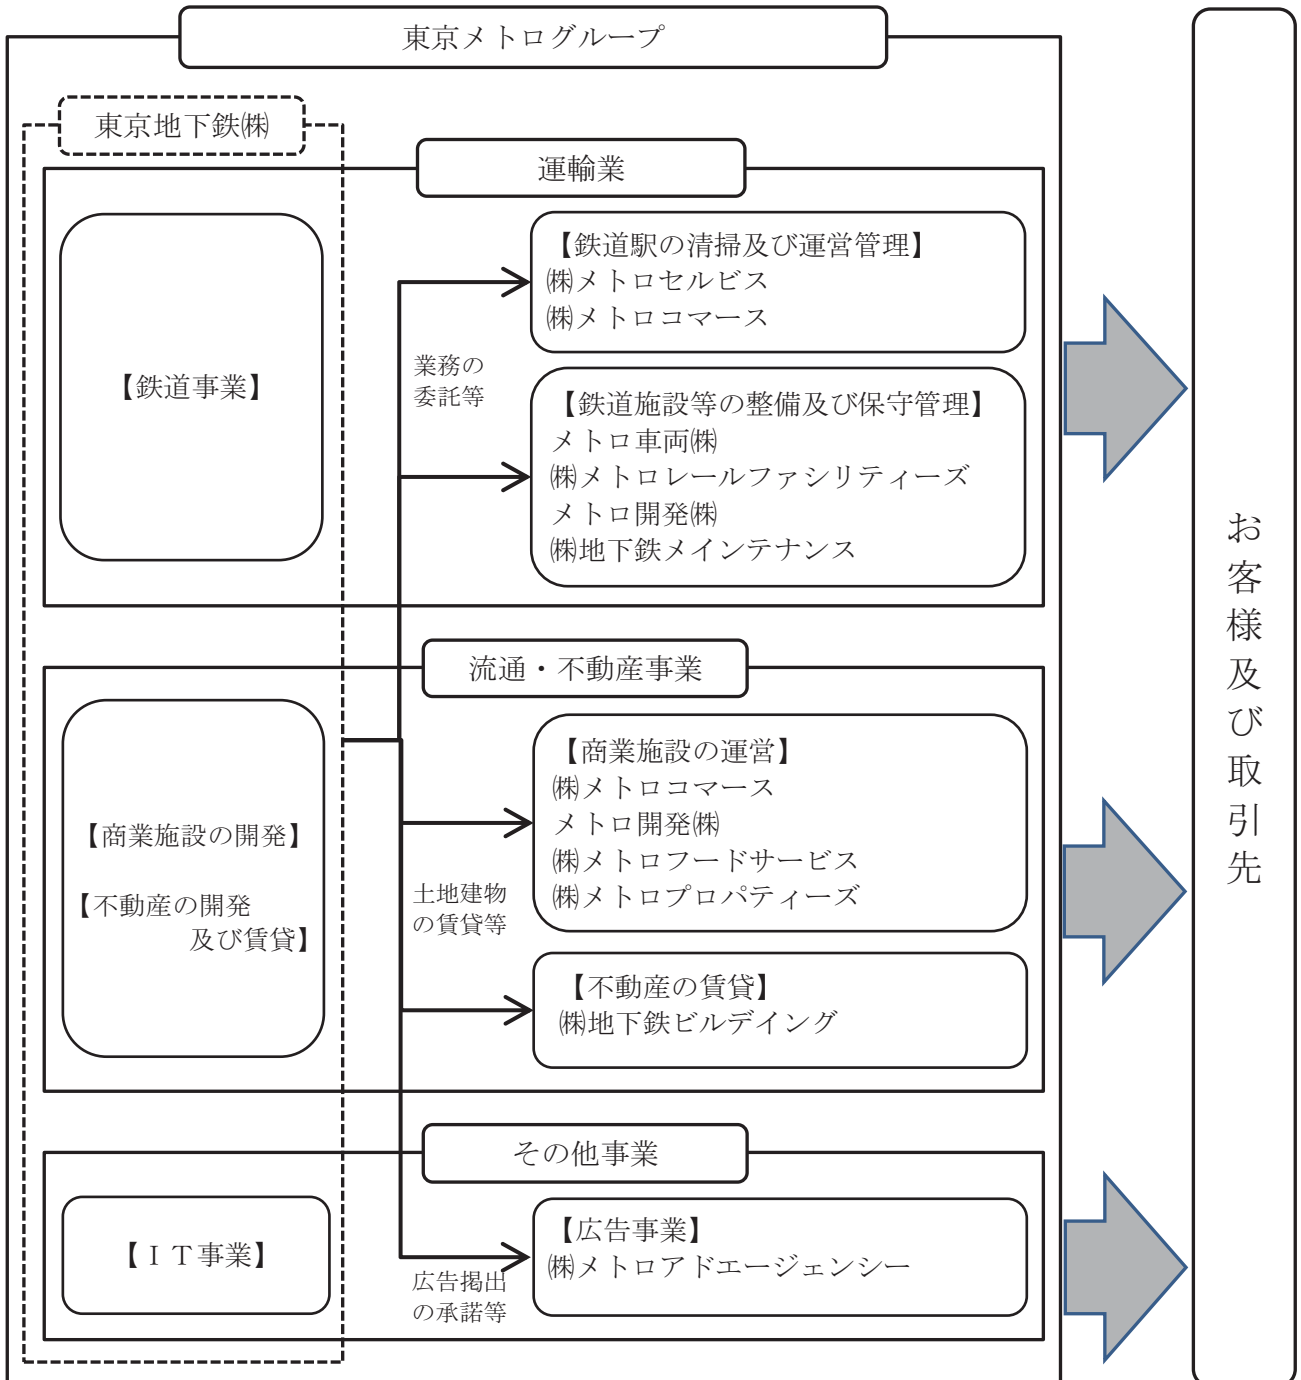 東京メトログループ
東京地下鉄㈱
運輸業
【鉄道事業】
業務の
委託等
【鉄道駅の清掃及び運営管理】
㈱メトロセルビス
㈱メトロコマース
【鉄道施設等の整備及び保守管理】
メトロ車両㈱
㈱メトロレールファシリティーズ
メトロ開発㈱
㈱地下鉄メインテナンス
流通・不動産事業
【商業施設の開発】
【不動産の開発
及び賃貸】
土地建物
の賃貸等
【商業施設の運営】
㈱メトロコマース
メトロ開発㈱
㈱メトロフードサービス
㈱メトロプロパティーズ
【不動産の賃貸】
㈱地下鉄ビルデイング
その他事業
【ＩＴ事業】
広告掲出
の承諾等
【広告事業】
㈱メトロアドエージェンシー
お客様及び取引先